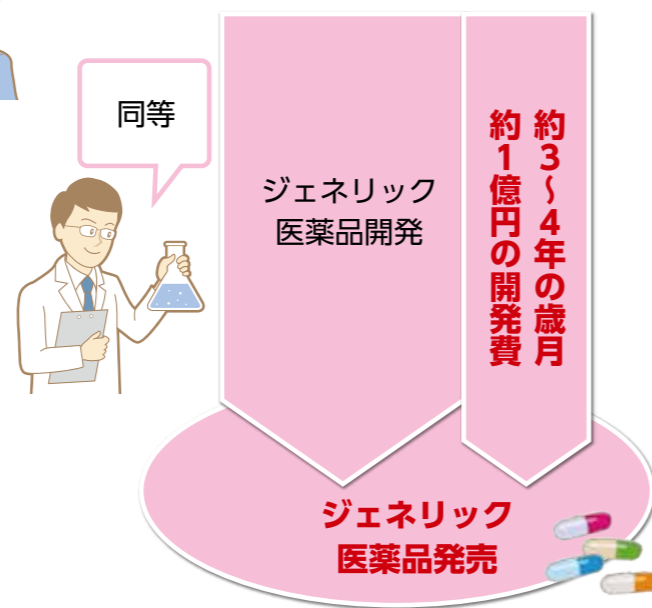 同等
ジェネリック
医薬品開発
約3～4年の歳月
約1億円の開発費
ジェネリック
医薬品発売